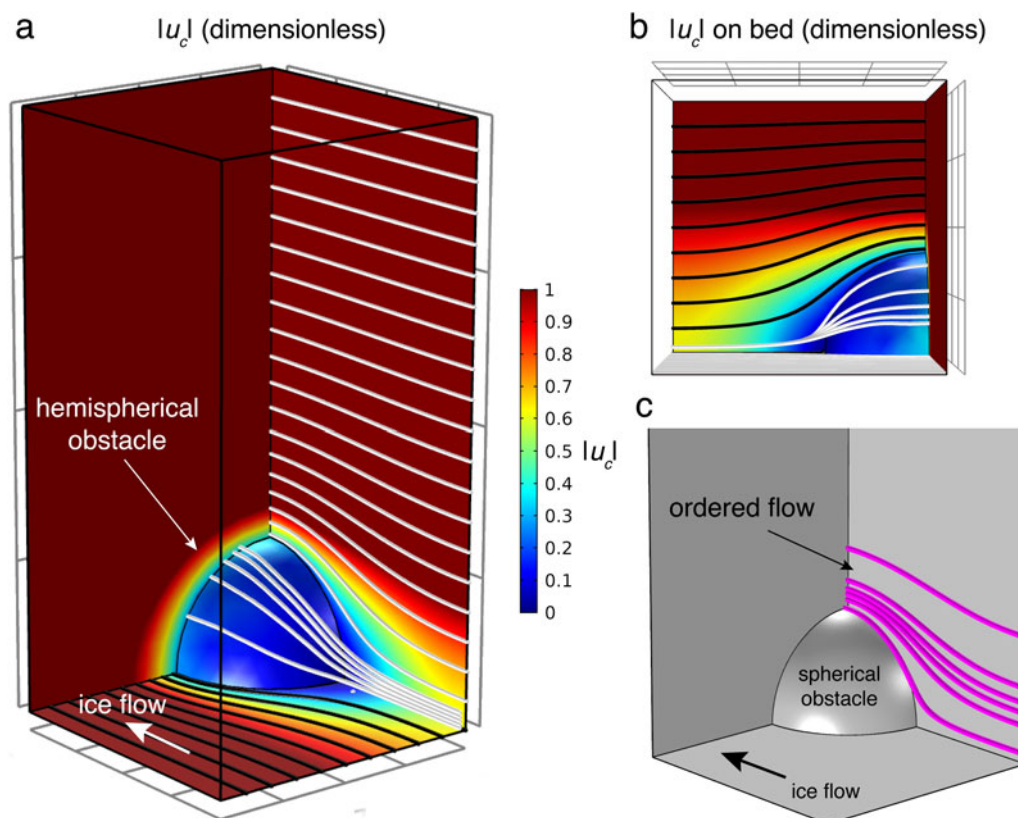 a
|u_c| (dimensionless)
hemispherical
obstacle
ice flow
1
0.9
0.8
0.7
0.6
0.5
0.4
0.3
0.2
0.1
0
|u_c|
b
|u_c| on bed (dimensionless)
c
ordered flow
spherical
obstacle
ice flow